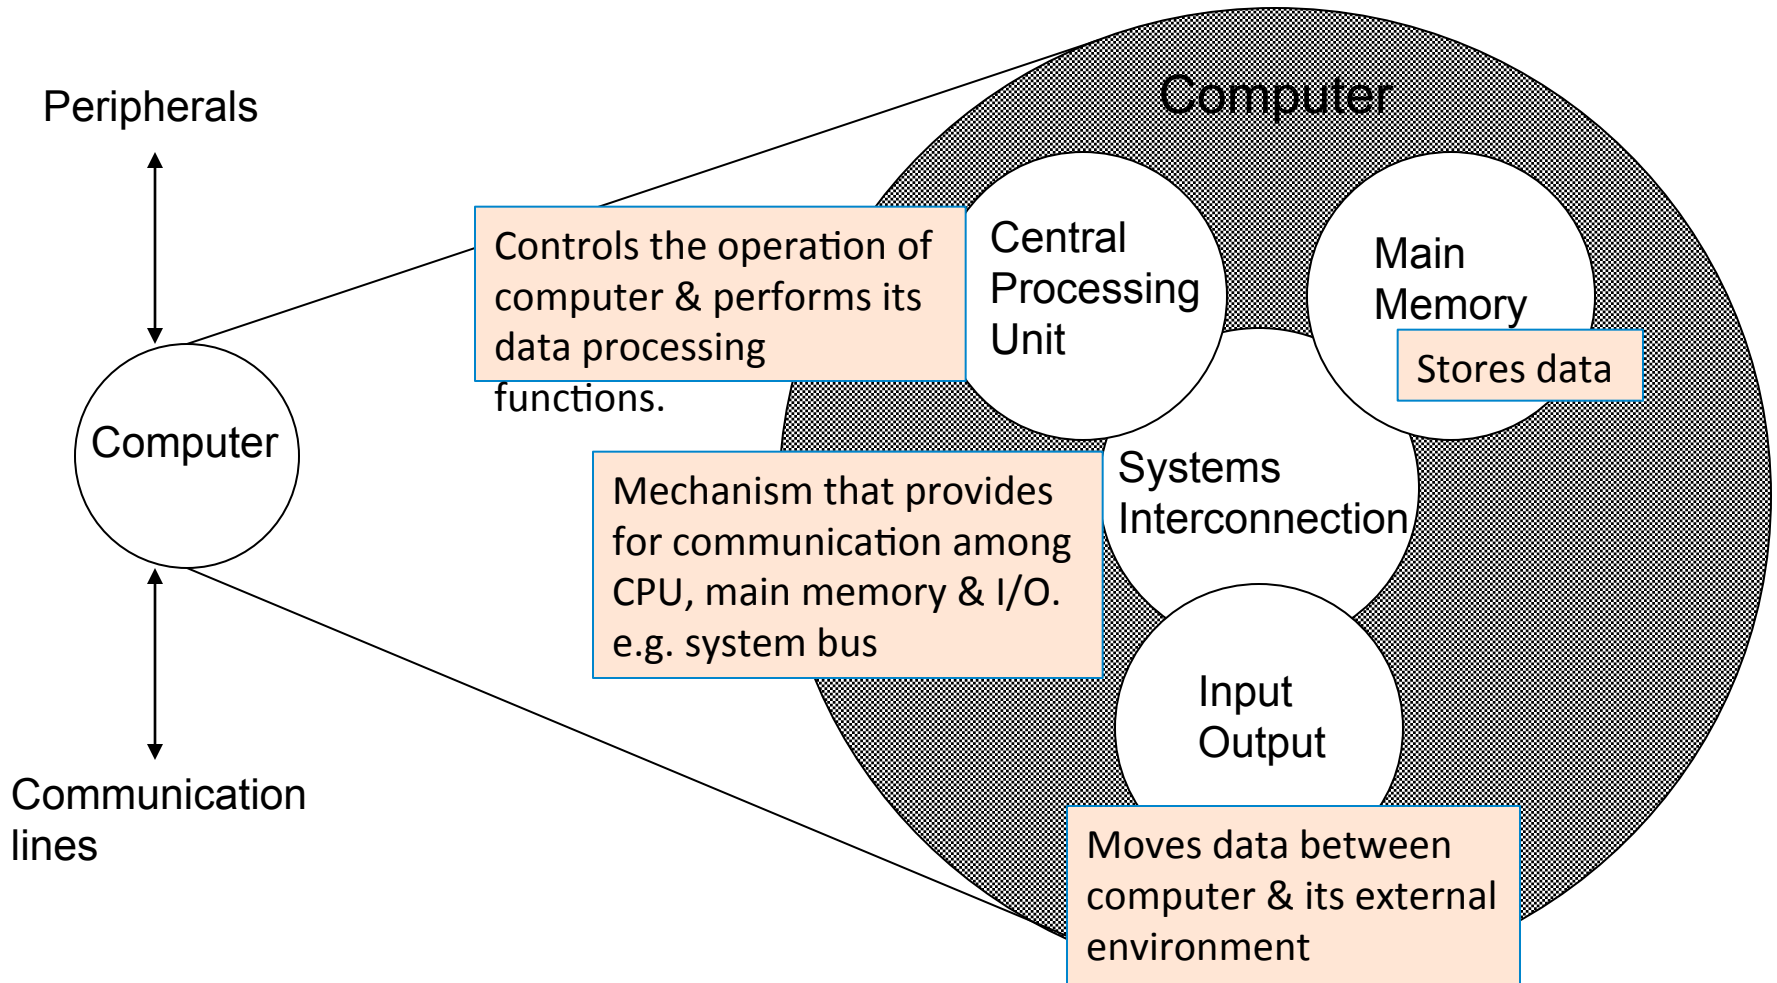 Peripherals
Computer
Communication
lines
Computer
Controls the operation of
computer & performs its
data processing
functions.
Central
Processing
Unit
Main
Memory
Stores data
Mechanism that provides
for communication among
CPU, main memory & I/O.
e.g. system bus
Systems
Interconnection
Input
Output
Moves data between
computer & its external
environment